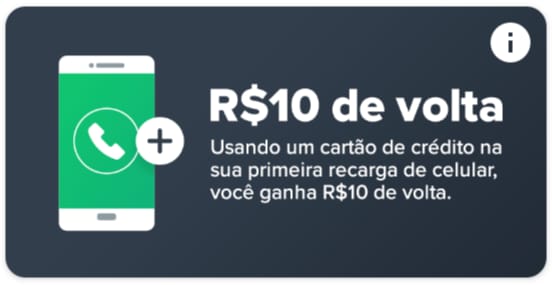 R$10 de volta
Usando um cartão de crédito na
sua primeira recarga de celular,
você ganha R$10 de volta.